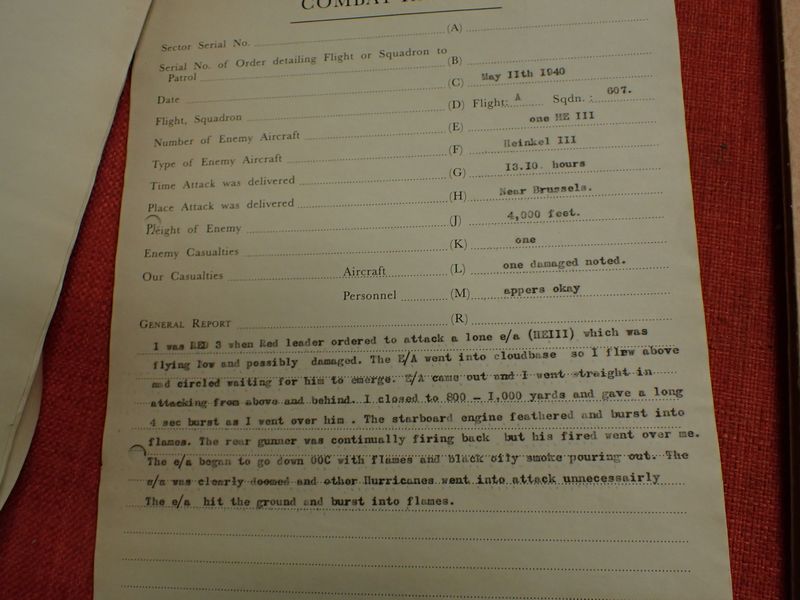 COMBAT
Sector Serial No. (A)
Serial No. of Order detailing Flight or Squadron to
Patrol (B)
Date (C) May 11th 1940
Flight, Squadron (D) Flight: A Sqdn. : 607.
Number of Enemy Aircraft (E) one HE III
Type of Enemy Aircraft (F) Heinkel III
Time Attack was delivered (G) 13.10. hours
Place Attack was delivered (H) Near Brussels.
Height of Enemy (J) 4,000 feet.
Enemy Casualties (K) one
Our Casualties Aircraft (L) one damaged noted.
Personnel (M) appers okay
GENERAL REPORT (R)
I was RED 3 when Red leader ordered to attack a lone e/a (HEIII) which was
flying low and possibly damaged. The E/A went into cloudbase so I flew above
and circled waiting for him to emerge. E/A came out and I went straight in
attacking from above and behind. I closed to 800 - 1,000 yards and gave a long
4 sec burst as I went over him . The starboard engine feathered and burst into
flames. The rear gunner was continually firing back but his fired went over me.
The e/a began to go down OOC with flames and black oily smoke pouring out. The
e/a was clearly doomed and other Hurricanes went into attack unnecessairly
The e/a hit the ground and burst into flames.